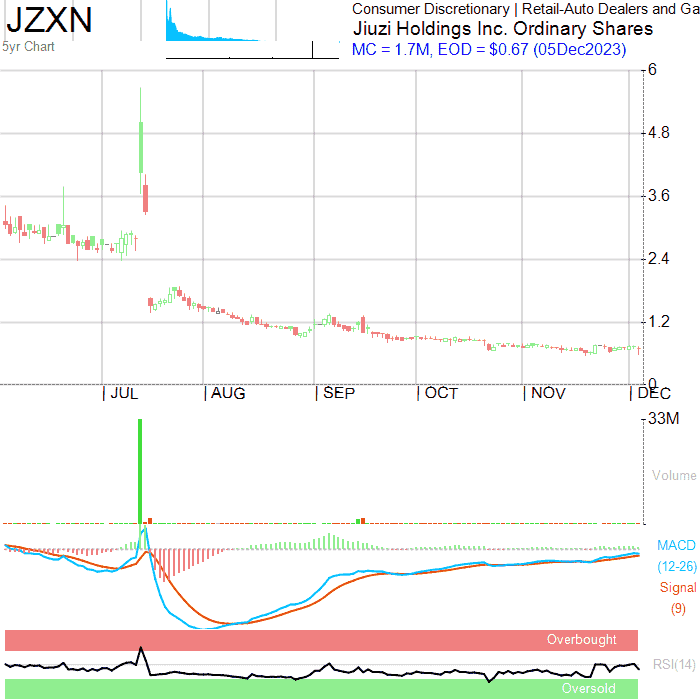 JZXN
5yr Chart
Consumer Discretionary | Retail-Auto Dealers and Ga
Jiuzi Holdings Inc. Ordinary Shares
MC = 1.7M, EOD = $0.67 (05Dec2023)
6
4.8
3.6
2.4
1.2
0
JUL AUG SEP OCT NOV DEC
33M
Volume
MACD
(12-26)
Signal
(9)
Overbought
RSI(14)
Oversold